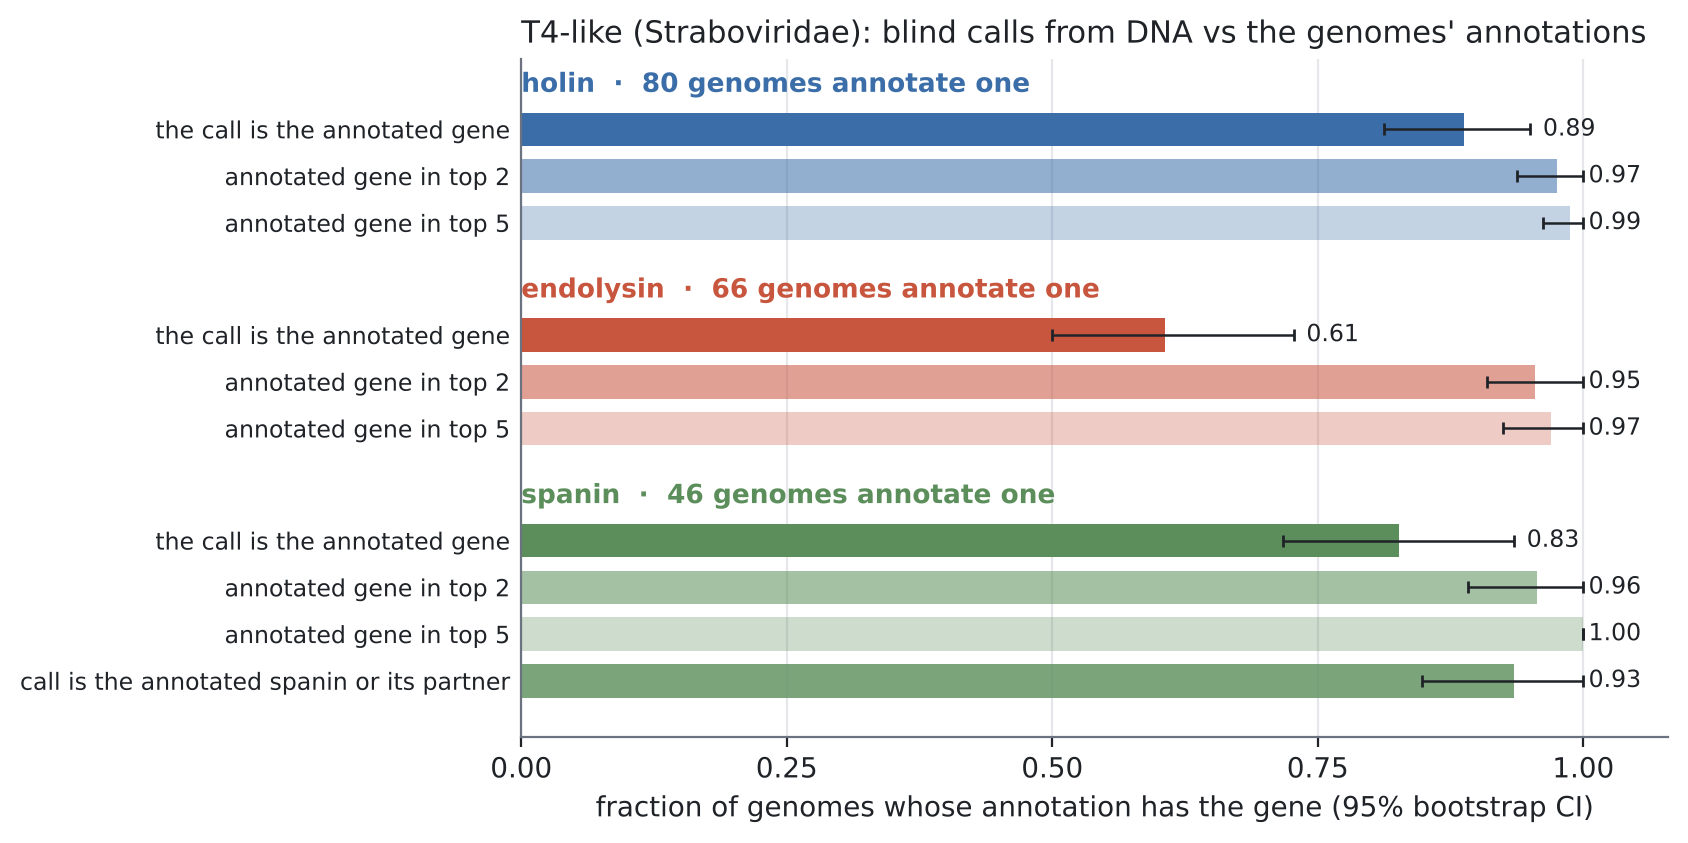 T4-like (Straboviridae): blind calls from DNA vs the genomes' annotations
holin · 80 genomes annotate one
the call is the annotated gene 0.89
annotated gene in top 2 0.97
annotated gene in top 5 0.99
endolysin · 66 genomes annotate one
the call is the annotated gene 0.61
annotated gene in top 2 0.95
annotated gene in top 5 0.97
spanin · 46 genomes annotate one
the call is the annotated gene 0.83
annotated gene in top 2 0.96
annotated gene in top 5 1.00
call is the annotated spanin or its partner 0.93
0.00 0.25 0.50 0.75 1.00
fraction of genomes whose annotation has the gene (95% bootstrap CI)